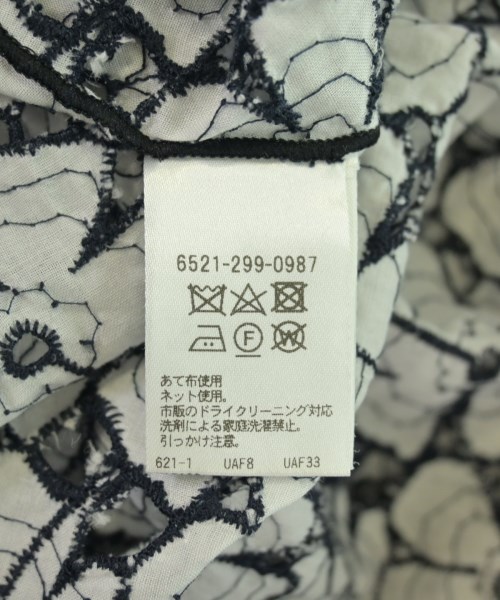 6521-299-0987
F W
あて布使用
ネット使用。
市販のドライクリーニング対応
洗剤による家庭洗濯禁止。
引っかけ注意。
621-1 UAF8 UAF33